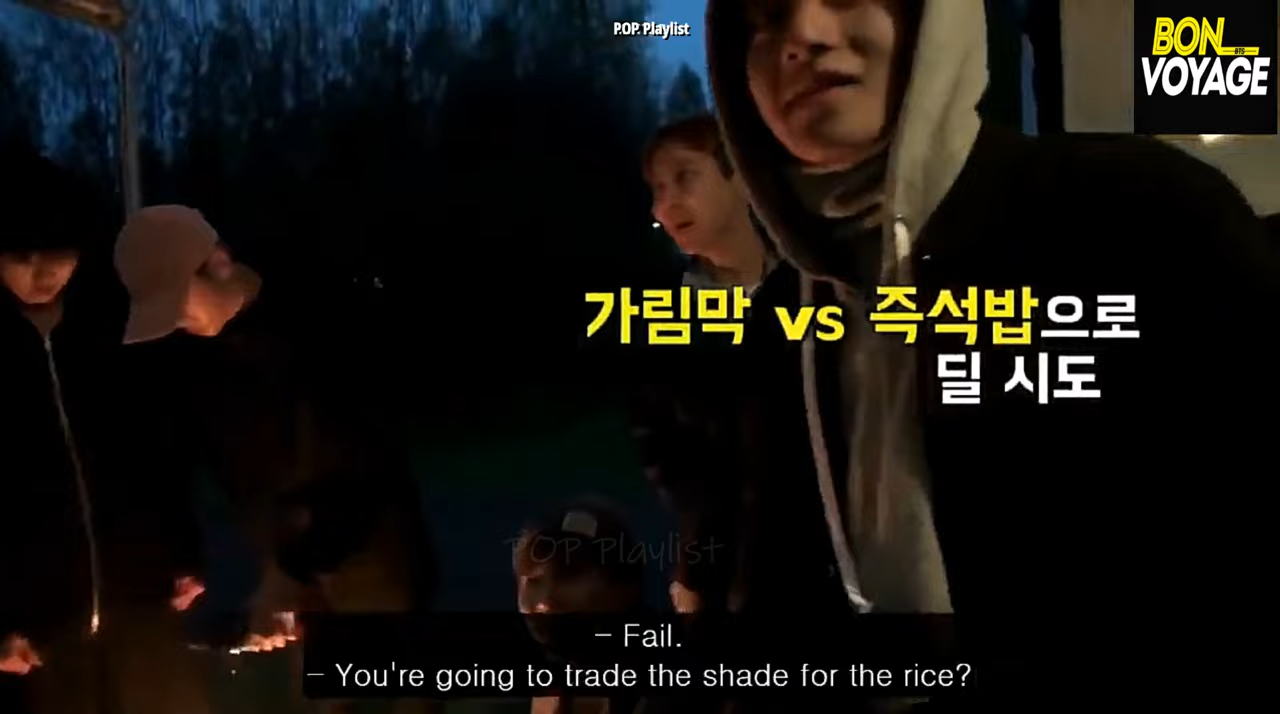 P.O.P. Playlist
BON
BTS
VOYAGE
가림막 vs 즉석밥으로
딜 시도
POP Playlist
– Fail.
– You're going to trade the shade for the rice?